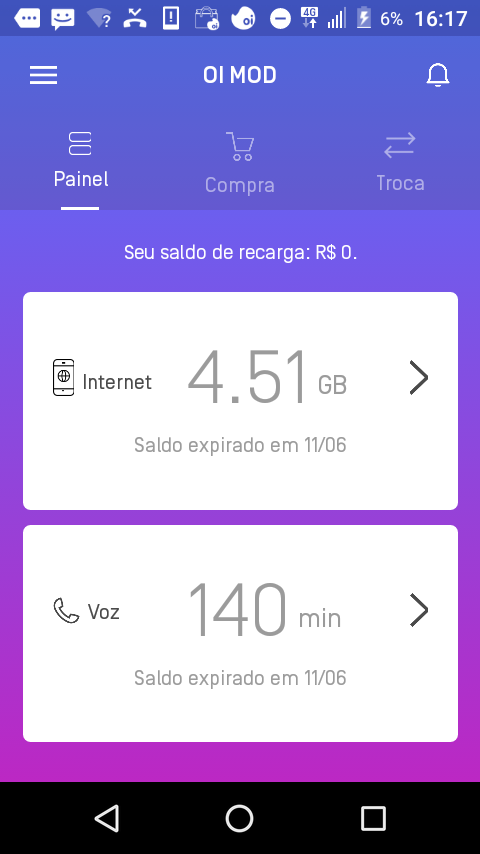 4G
6%
16:17
OI MOD
Painel
Compra
Troca
Seu saldo de recarga: R$ 0.
Internet
4.51 GB
Saldo expirado em 11/06
Voz
140 min
Saldo expirado em 11/06